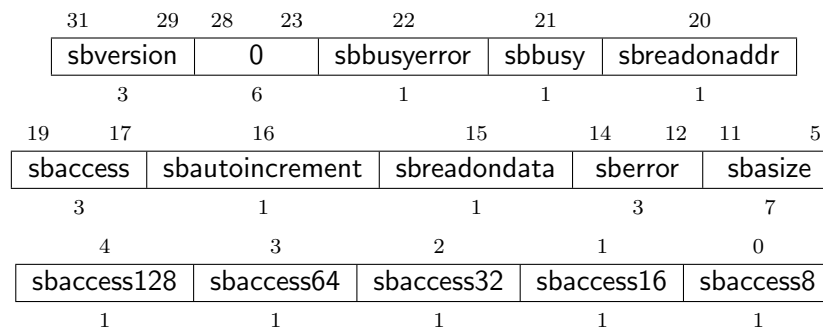 31 29 28 23 22 21 20
sbversion 0 sbbusyerror sbbusy sbreadonaddr
3 6 1 1 1
19 17 16 15 14 12 11 5
sbaccess sbautoincrement sbreadondata sberror sbasize
3 1 1 3 7
4 3 2 1 0
sbaccess128 sbaccess64 sbaccess32 sbaccess16 sbaccess8
1 1 1 1 1